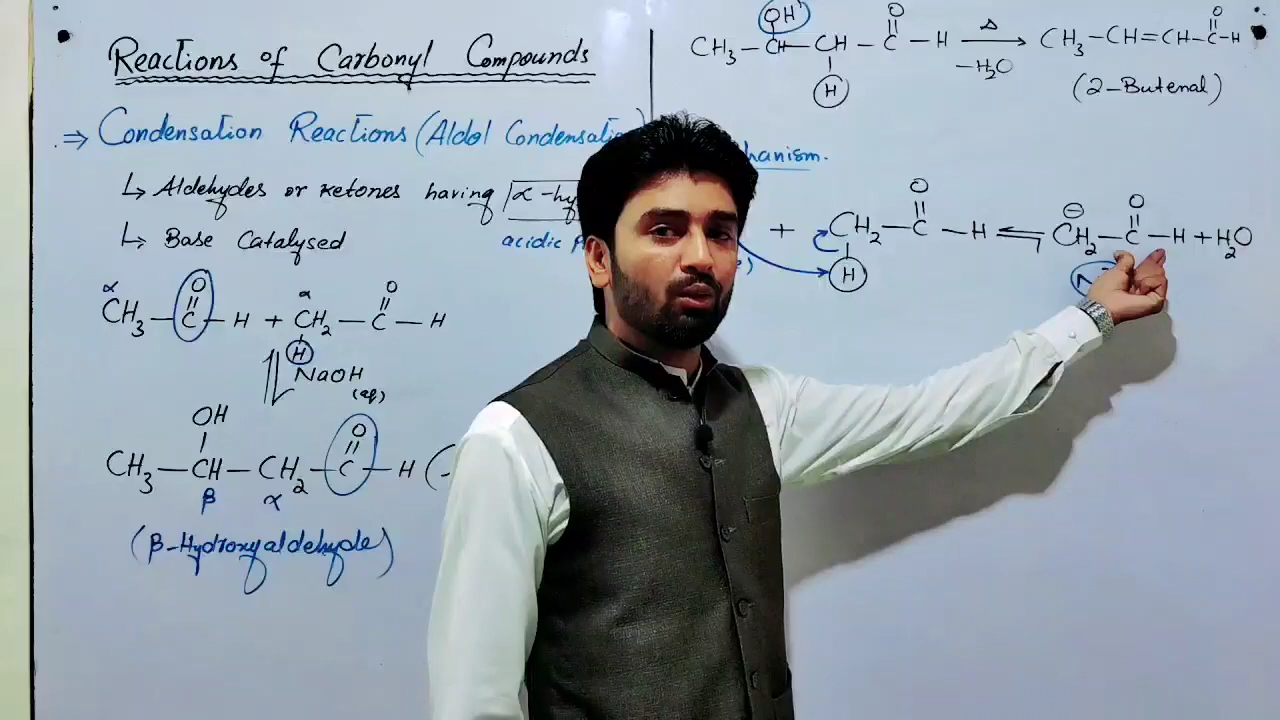 Reactions of Carbonyl Compounds
⇒ Condensation Reactions (Aldol
↳ Aldehydes or ketones having α-hy
↳ Base Catalysed
acidic
α α
CH₃—C(=O)—H + CH₂—C(=O)—H
H
NaOH
(aq)
OH
CH₃—CH—CH₂—C(=O)—H (
β α
(β-Hydroxyaldehyde)
OH
CH₃—CH—CH—C(=O)—H —Δ/−H₂O→ CH₃—CH=CH—C(=O)—H
H
(2-Butenal)
hanism.
+ CH₂—C(=O)—H ⇌ ⊖CH₂—C(=O)—H + H₂O
H